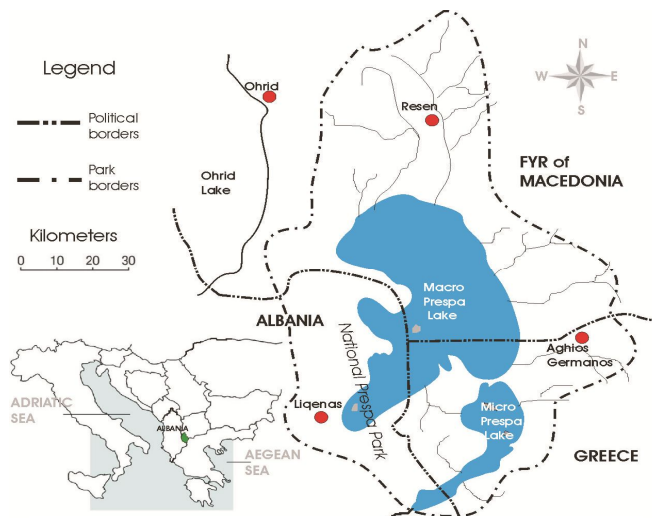 Legend
Political
borders
Park
borders
Kilometers
0 10 20 30
Ohrid
Ohrid
Lake
Resen
N
W E
S
FYR of
MACEDONIA
Macro
Prespa
Lake
ALBANIA
National Prespa Park
Aghios
Germanos
Liqenas
Micro
Prespa
Lake
GREECE
ADRIATIC
SEA
ALBANIA
AEGEAN
SEA